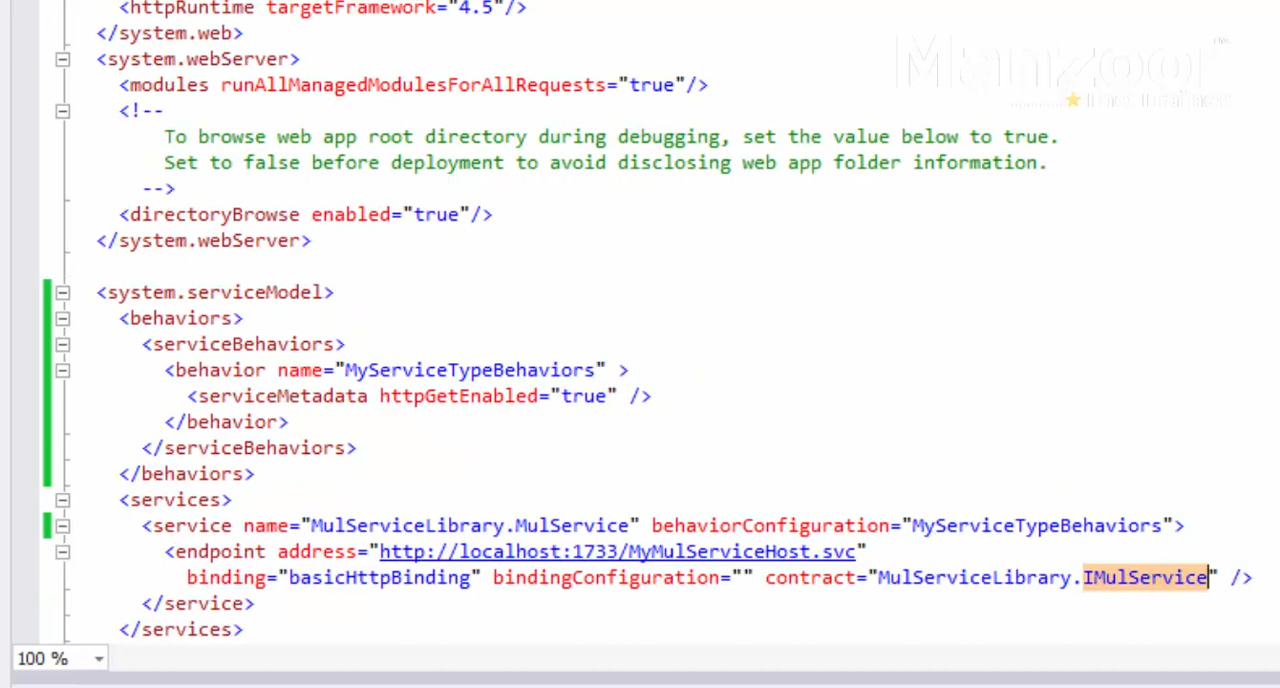 <httpRuntime targetFramework="4.5"/>
</system.web>
<system.webServer>
<modules runAllManagedModulesForAllRequests="true"/>
<!--
To browse web app root directory during debugging, set the value below to true.
Set to false before deployment to avoid disclosing web app folder information.
-->
<directoryBrowse enabled="true"/>
</system.webServer>
<system.serviceModel>
<behaviors>
<serviceBehaviors>
<behavior name="MyServiceTypeBehaviors" >
<serviceMetadata httpGetEnabled="true" />
</behavior>
</serviceBehaviors>
</behaviors>
<services>
<service name="MulServiceLibrary.MulService" behaviorConfiguration="MyServiceTypeBehaviors">
<endpoint address="http://localhost:1733/MyMulServiceHost.svc"
binding="basicHttpBinding" bindingConfiguration="" contract="MulServiceLibrary.IMulService" />
</service>
</services>
100 %